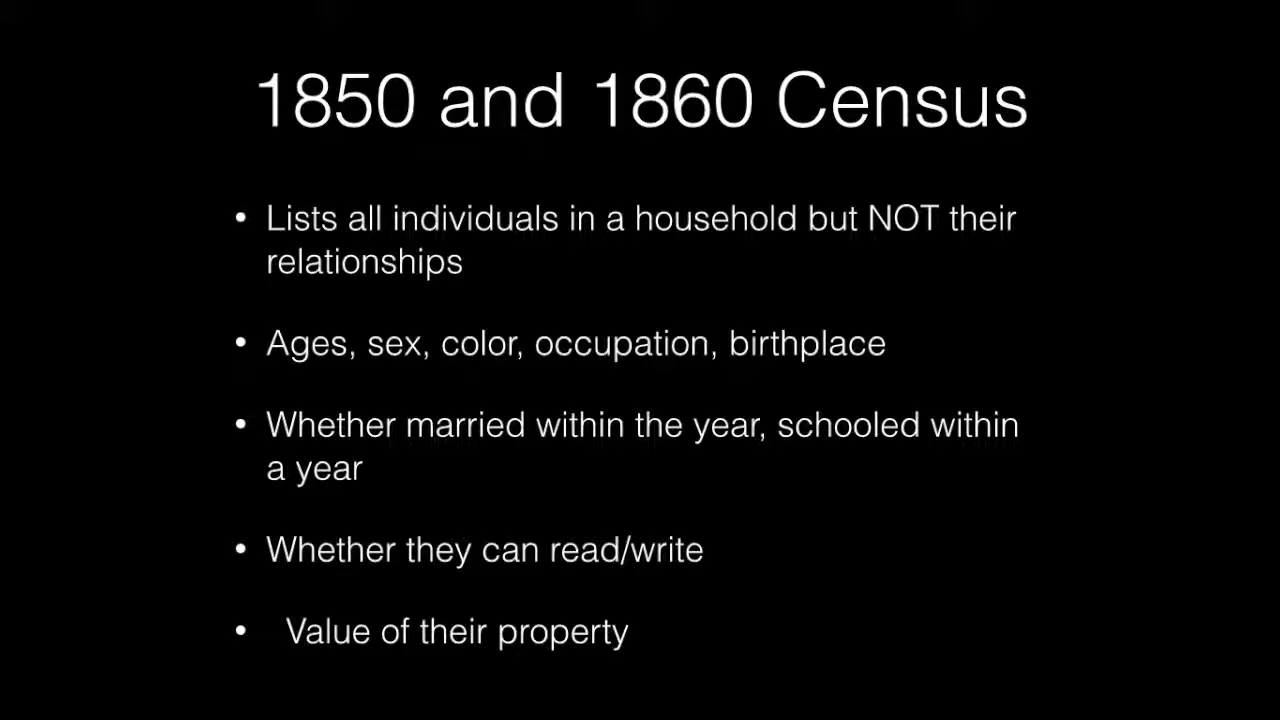 1850 and 1860 Census
• Lists all individuals in a household but NOT their
relationships
• Ages, sex, color, occupation, birthplace
• Whether married within the year, schooled within
a year
• Whether they can read/write
• Value of their property